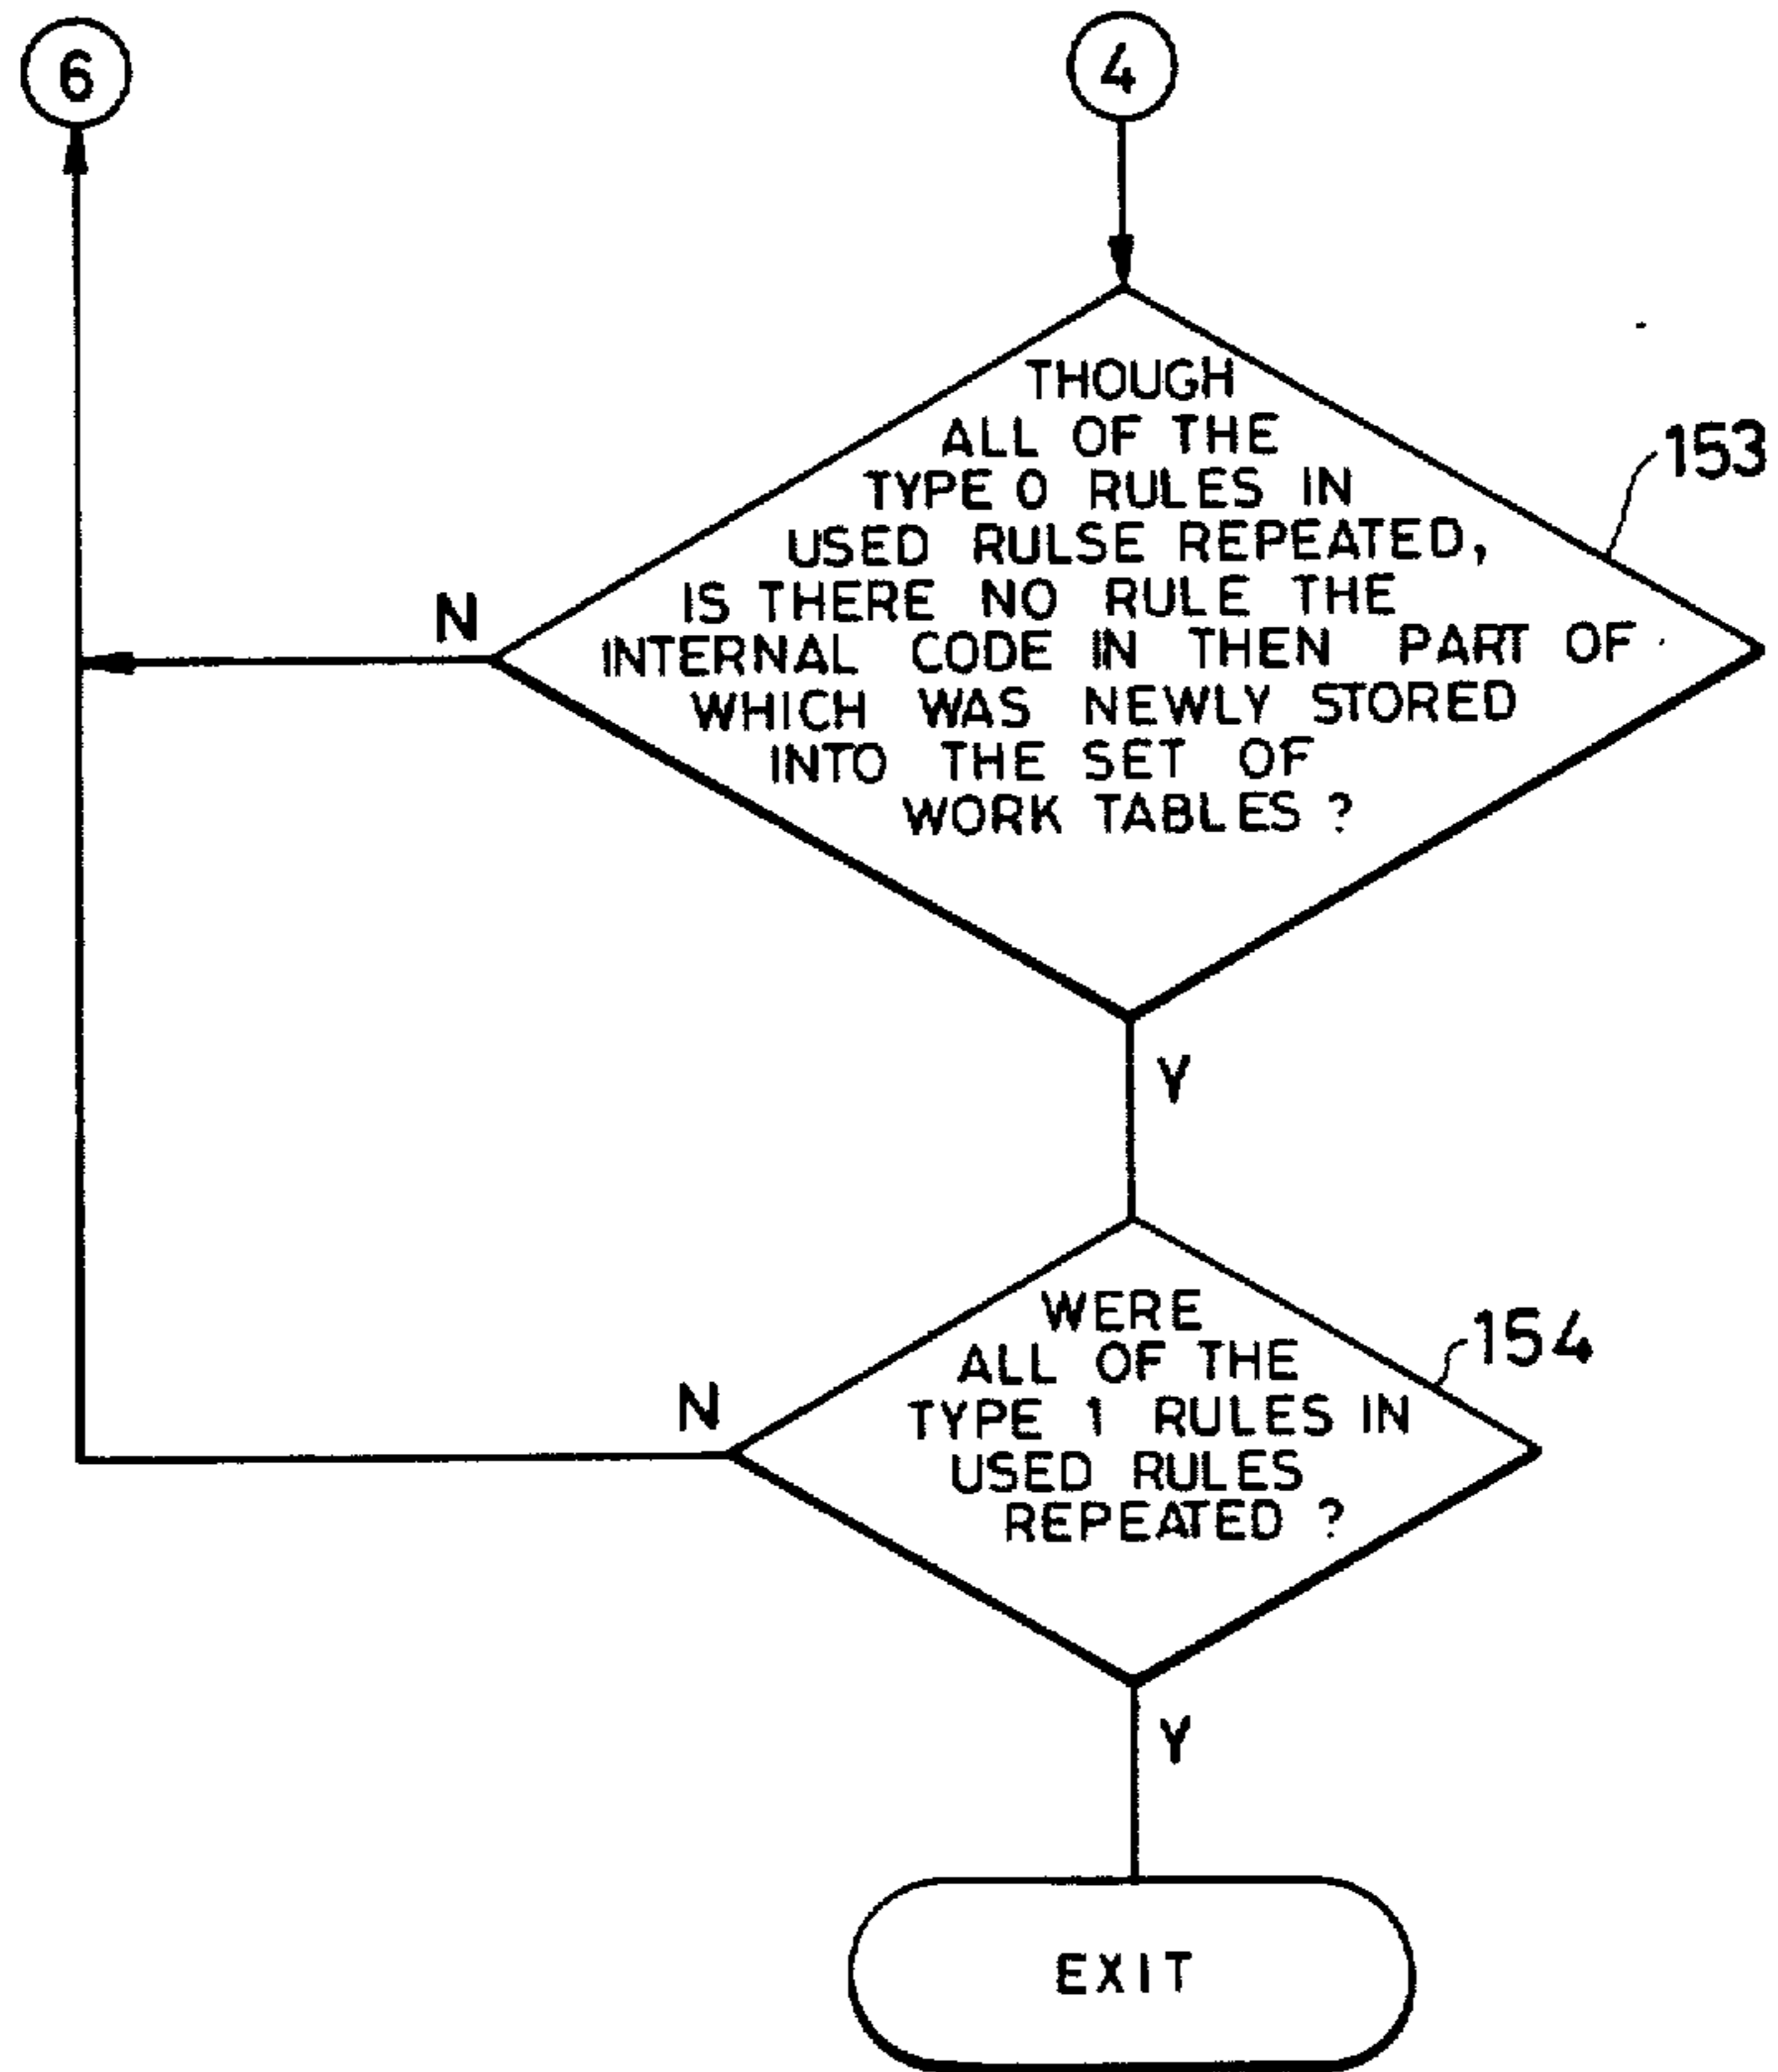 6
4
THOUGH
ALL OF THE
TYPE 0 RULES IN
USED RULSE REPEATED,
IS THERE NO RULE THE
INTERNAL CODE IN THEN PART OF
WHICH WAS NEWLY STORED
INTO THE SET OF
WORK TABLES ?
153
N
Y
WERE
ALL OF THE
TYPE 1 RULES IN
USED RULES
REPEATED ?
154
N
Y
EXIT